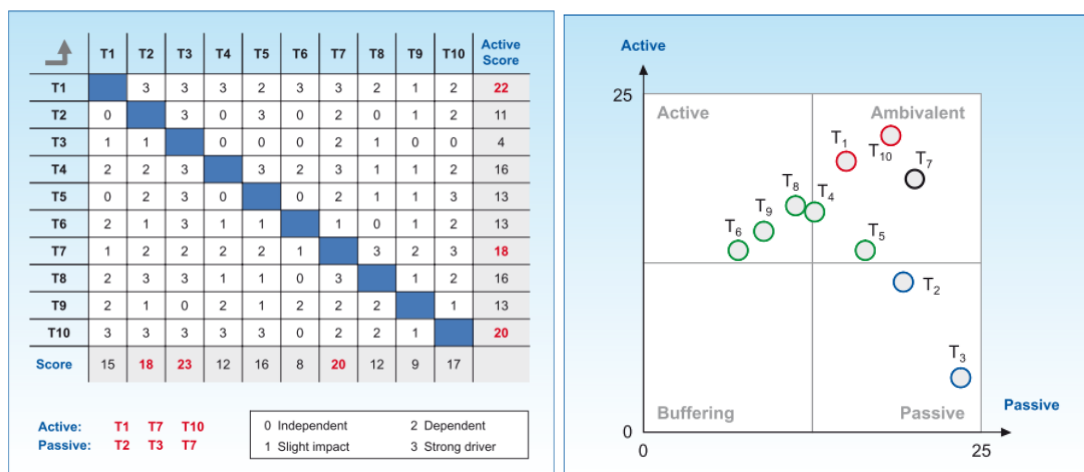 T1 T2 T3 T4 T5 T6 T7 T8 T9 T10 Active Score
T1 3 3 3 2 3 3 2 1 2 22
T2 0 3 0 3 0 2 0 1 2 11
T3 1 1 0 0 0 2 1 0 0 4
T4 2 2 3 3 2 3 1 1 2 16
T5 0 2 3 0 0 2 1 1 3 13
T6 2 1 3 1 1 1 0 1 2 13
T7 1 2 2 2 2 1 3 2 3 18
T8 2 3 3 1 1 0 3 1 2 16
T9 2 1 0 2 1 2 2 2 1 13
T10 3 3 3 3 3 0 2 2 1 20
Score 15 18 23 12 16 8 20 12 9 17
Active: T1 T7 T10
Passive: T2 T3 T7
0 Independent 2 Dependent
1 Slight impact 3 Strong driver
Active
25
Active Ambivalent
T1 T10 T7
T8 T4
T6 T9 T5
T2
T3
Buffering Passive
Passive
0
0 25